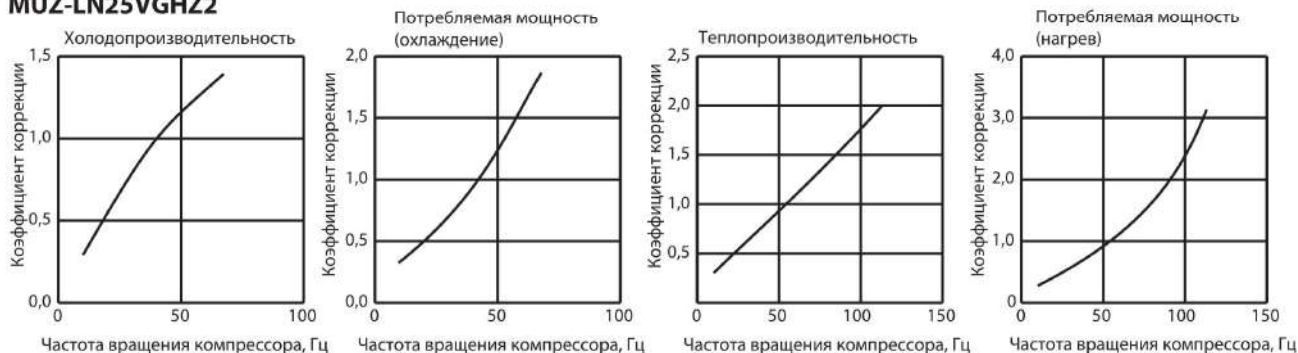 MUZ-LN25VGHZ2
Холодопроизводительность
Коэффициент коррекции
1,5
1,0
0,5
0,0
0
50
100
Частота вращения компрессора, Гц
Потребляемая мощность
(охлаждение)
Коэффициент коррекции
2,0
1,5
1,0
0,5
0,0
0
50
100
Частота вращения компрессора, Гц
Теплопроизводительность
Коэффициент коррекции
2,5
2,0
1,5
1,0
0,5
0
50
100
150
Частота вращения компрессора, Гц
Потребляемая мощность
(нагрев)
Коэффициент коррекции
4,0
3,0
2,0
1,0
0
0
50
100
150
Частота вращения компрессора, Гц